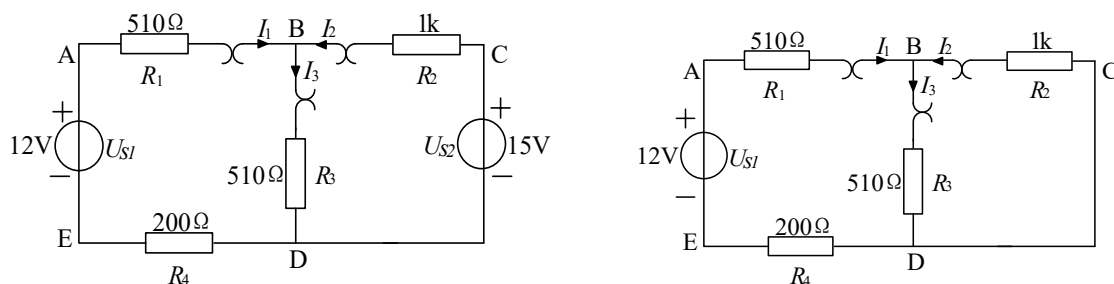 510Ω I1 B I2 1k
A R1 R2 C
I3
+ +
12V US1 US2 15V
− 510Ω R3 −
E 200Ω
R4 D
510Ω I1 B I2 1k
A R1 R2 C
I3
+
12V US1
− 510Ω R3
E 200Ω
R4 D